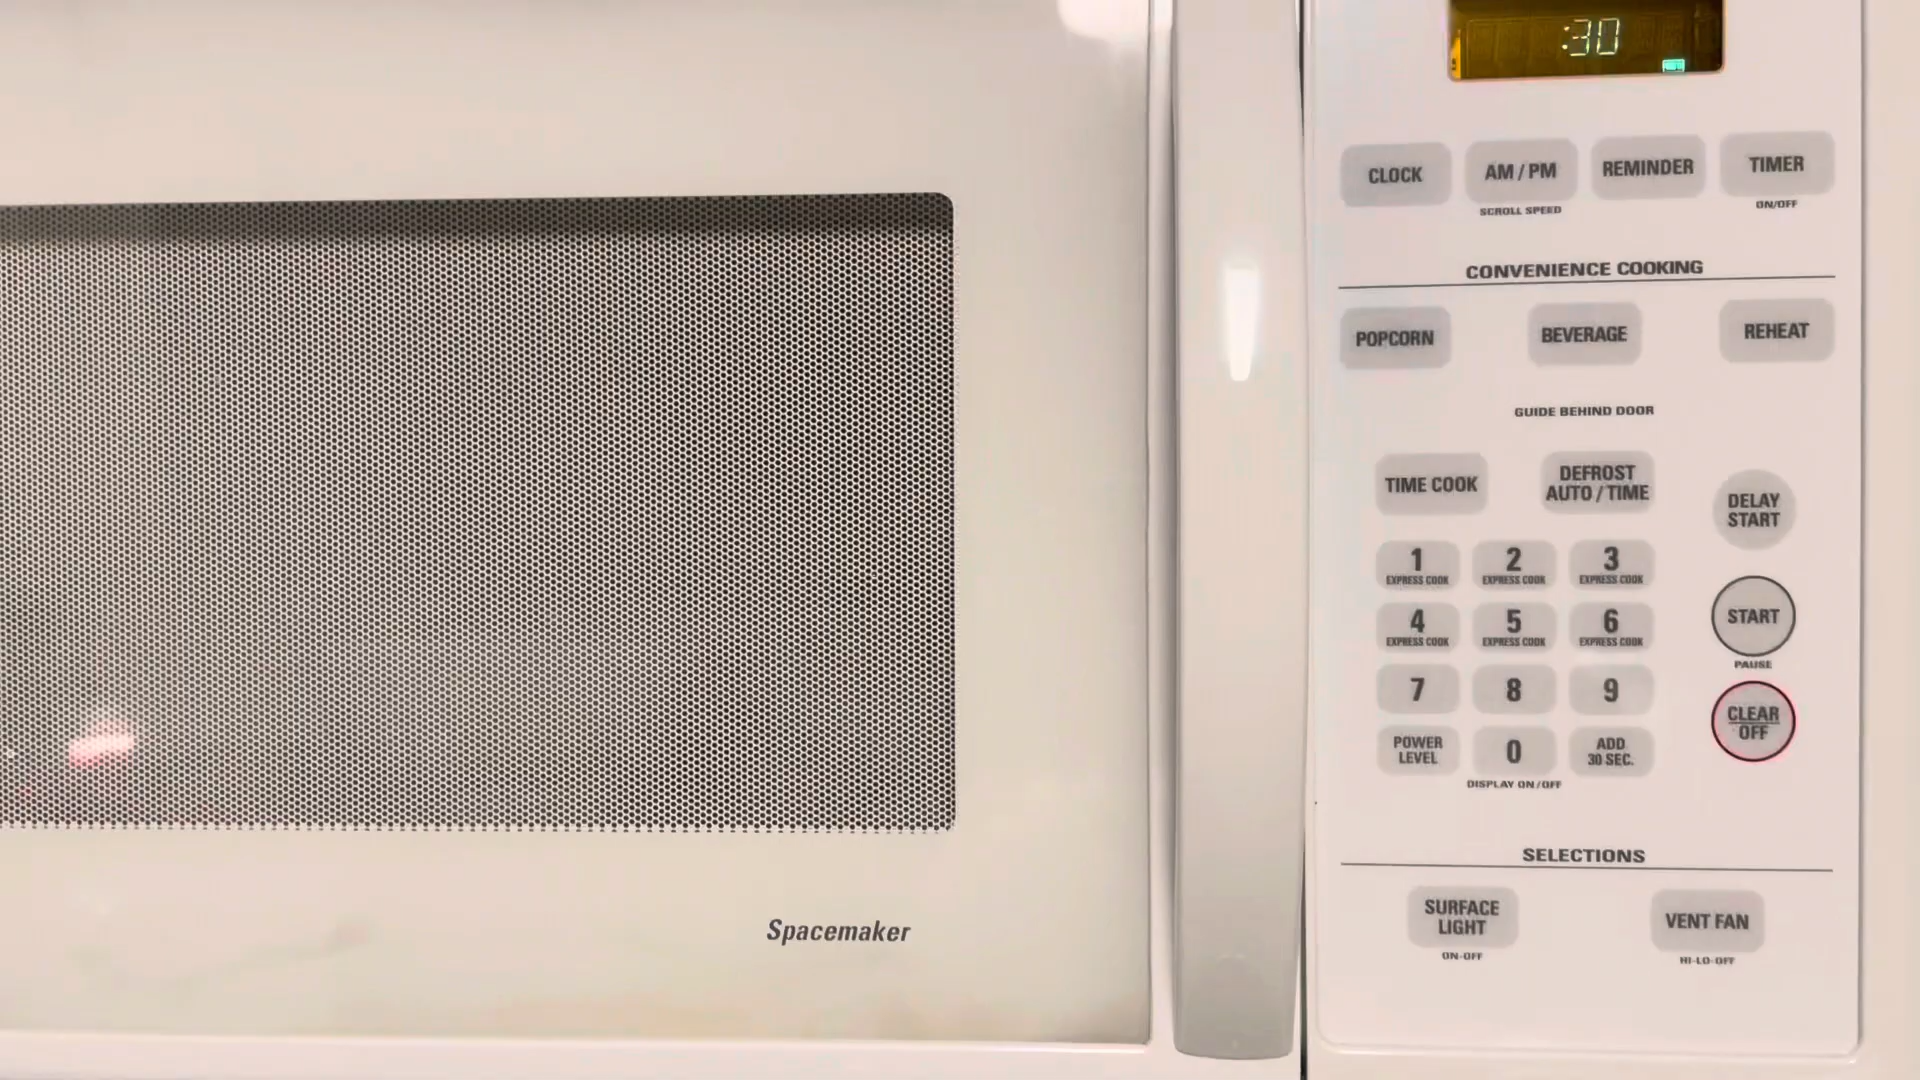 :30
CLOCK
AM / PM
REMINDER
TIMER
SCROLL SPEED
ON/OFF
CONVENIENCE COOKING
POPCORN
BEVERAGE
REHEAT
GUIDE BEHIND DOOR
TIME COOK
DEFROST
AUTO / TIME
DELAY
START
1
EXPRESS COOK
2
EXPRESS COOK
3
EXPRESS COOK
4
EXPRESS COOK
5
EXPRESS COOK
6
EXPRESS COOK
START
PAUSE
7
8
9
CLEAR
OFF
POWER
LEVEL
0
ADD
30 SEC.
DISPLAY ON / OFF
SELECTIONS
SURFACE
LIGHT
ON-OFF
VENT FAN
HI-LO-OFF
Spacemaker